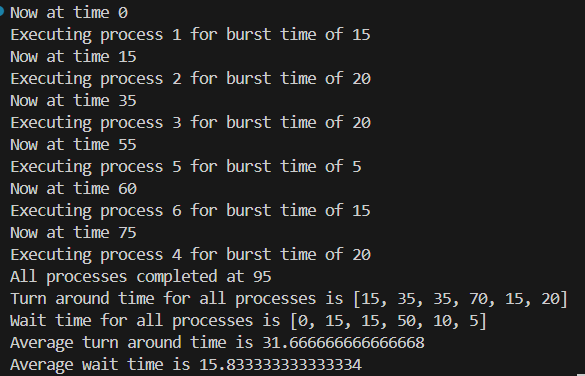 Now at time 0
Executing process 1 for burst time of 15
Now at time 15
Executing process 2 for burst time of 20
Now at time 35
Executing process 3 for burst time of 20
Now at time 55
Executing process 5 for burst time of 5
Now at time 60
Executing process 6 for burst time of 15
Now at time 75
Executing process 4 for burst time of 20
All processes completed at 95
Turn around time for all processes is [15, 35, 35, 70, 15, 20]
Wait time for all processes is [0, 15, 15, 50, 10, 5]
Average turn around time is 31.666666666666668
Average wait time is 15.833333333333334